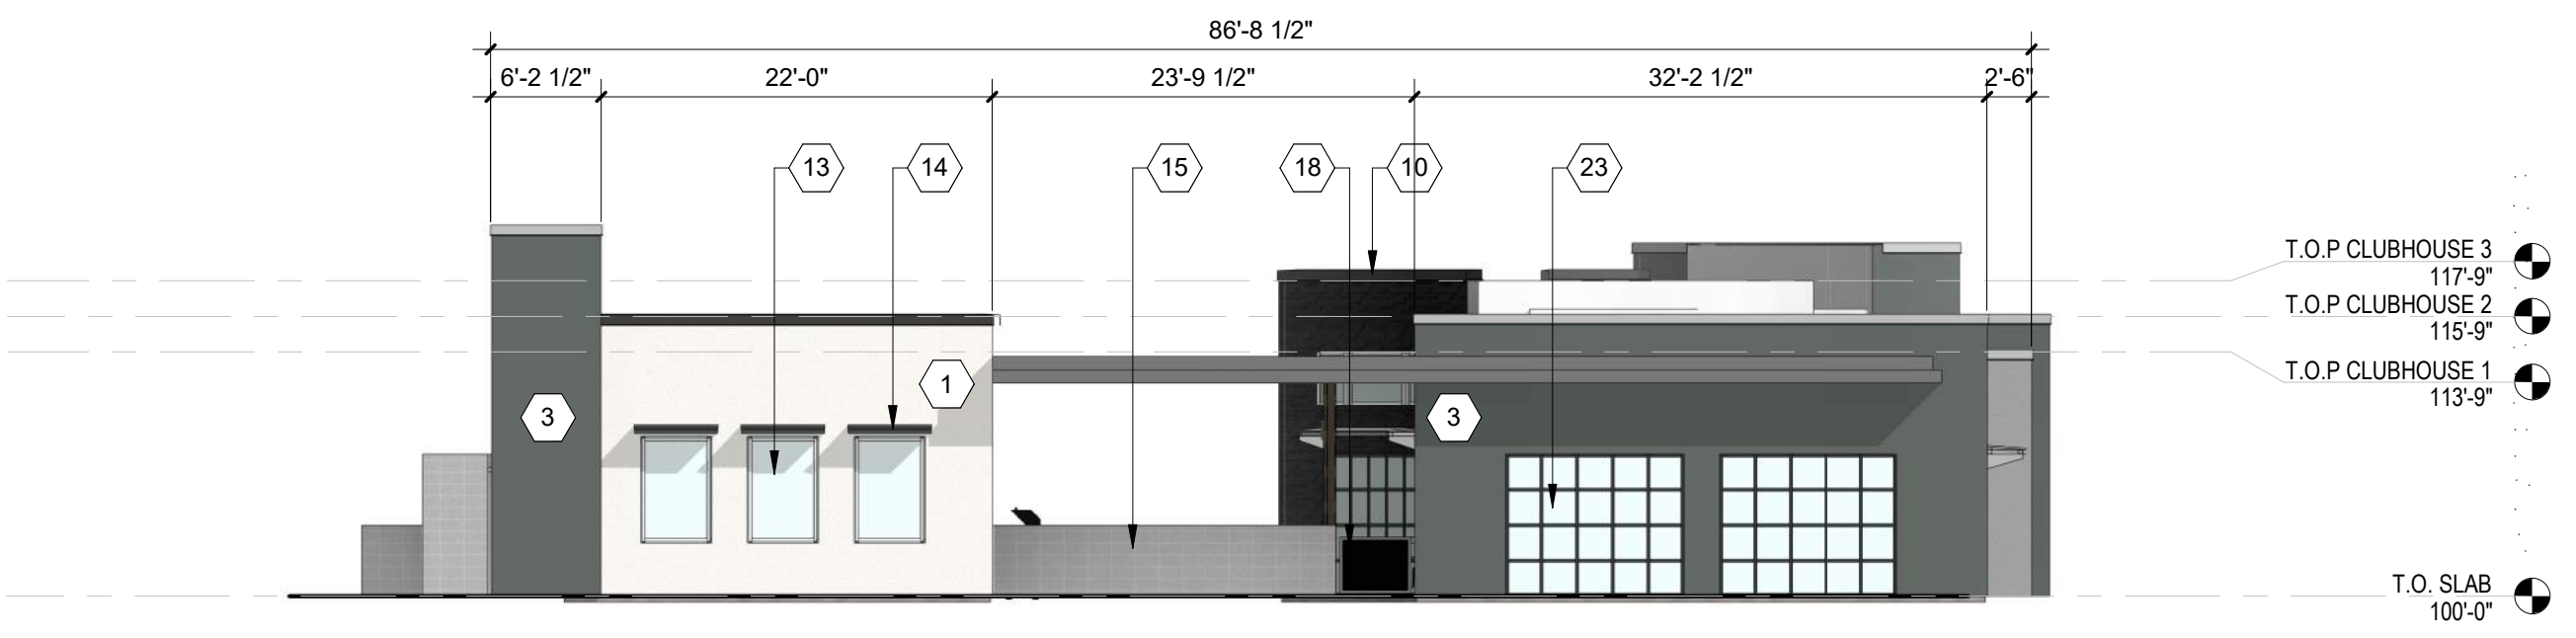 86'-8 1/2"
6'-2 1/2" 22'-0" 23'-9 1/2" 32'-2 1/2" 2'-6"
13 14 15 18 10 23
T.O.P CLUBHOUSE 3
117'-9"
T.O.P CLUBHOUSE 2
115'-9"
T.O.P CLUBHOUSE 1
113'-9"
1
3 3
T.O. SLAB
100'-0"